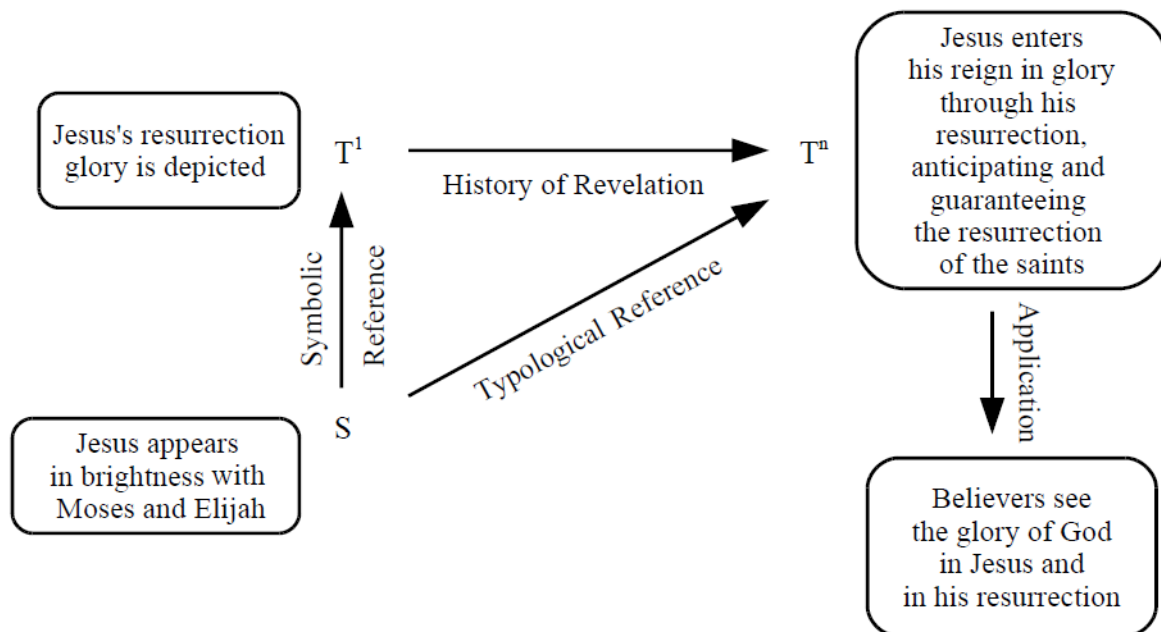 Jesus's resurrection
glory is depicted
T¹
History of Revelation
Tⁿ
Jesus enters
his reign in glory
through his
resurrection,
anticipating and
guaranteeing
the resurrection
of the saints
Symbolic
Reference
Typological Reference
Application
Jesus appears
in brightness with
Moses and Elijah
S
Believers see
the glory of God
in Jesus and
in his resurrection